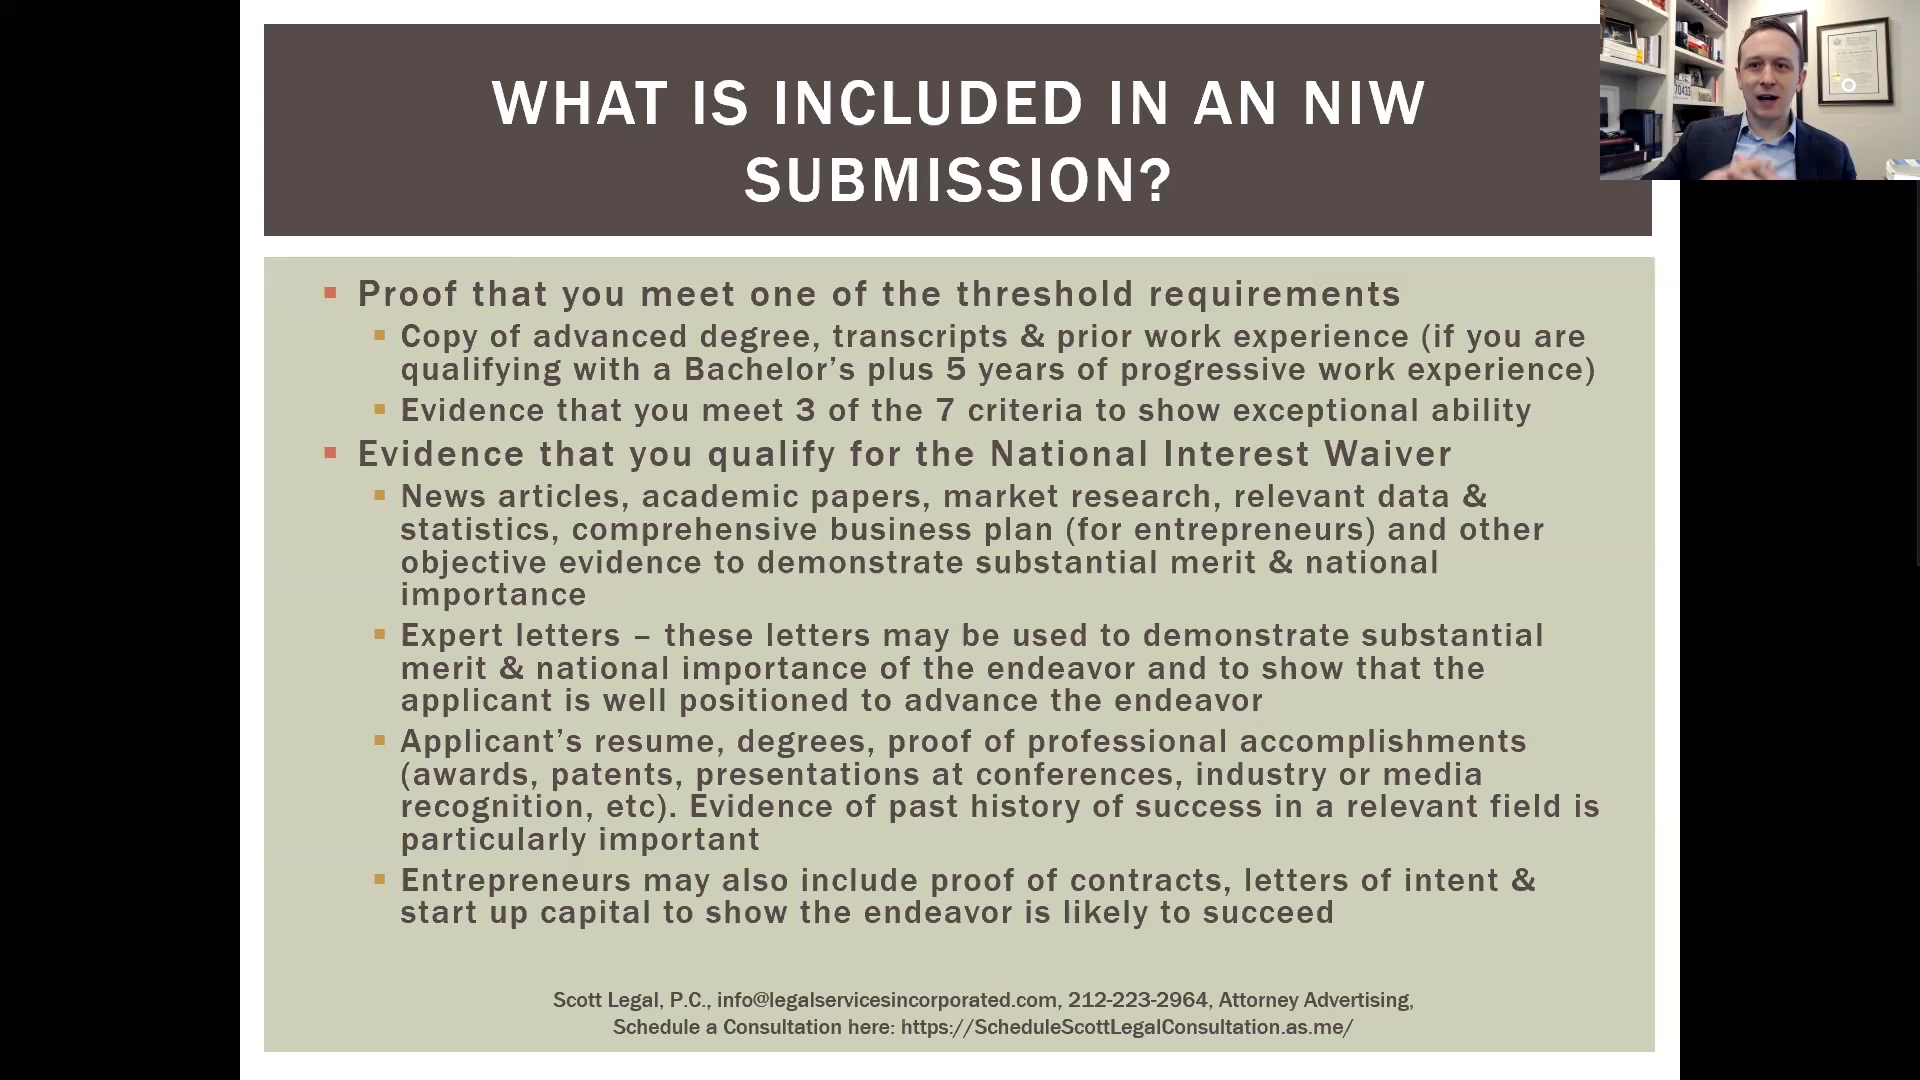 WHAT IS INCLUDED IN AN NIW
SUBMISSION?
Proof that you meet one of the threshold requirements
Copy of advanced degree, transcripts & prior work experience (if you are
qualifying with a Bachelor’s plus 5 years of progressive work experience)
Evidence that you meet 3 of the 7 criteria to show exceptional ability
Evidence that you qualify for the National Interest Waiver
News articles, academic papers, market research, relevant data &
statistics, comprehensive business plan (for entrepreneurs) and other
objective evidence to demonstrate substantial merit & national
importance
Expert letters – these letters may be used to demonstrate substantial
merit & national importance of the endeavor and to show that the
applicant is well positioned to advance the endeavor
Applicant’s resume, degrees, proof of professional accomplishments
(awards, patents, presentations at conferences, industry or media
recognition, etc). Evidence of past history of success in a relevant field is
particularly important
Entrepreneurs may also include proof of contracts, letters of intent &
start up capital to show the endeavor is likely to succeed
Scott Legal, P.C., info@legalservicesincorporated.com, 212-223-2964, Attorney Advertising,
Schedule a Consultation here: https://ScheduleScottLegalConsultation.as.me/